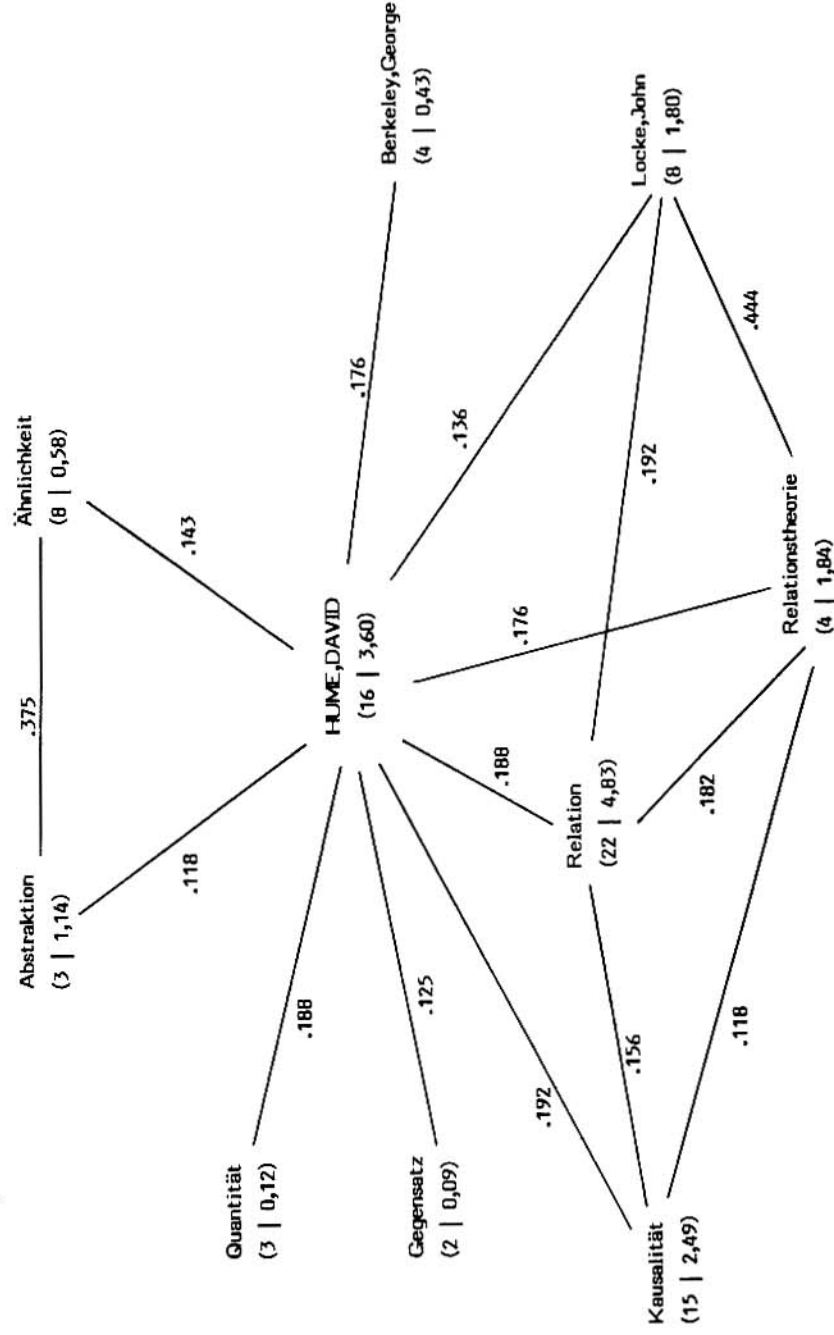 Ähnlichkeit
(8 | 0,58)
.375
Abstraktion
(3 | 1,14)
.143
.118
Berkeley,George
(4 | 0,43)
.176
HUME,DAVID
(16 | 3,60)
Quantität
(3 | 0,12)
.188
.136
Gegensatz
(2 | 0,09)
.125
.192
.188
.176
.192
Locke,John
(8 | 1,80)
.444
Relation
(22 | 4,83)
.156
.182
Kausalität
(15 | 2,49)
.118
Relationstheorie
(4 | 1,84)